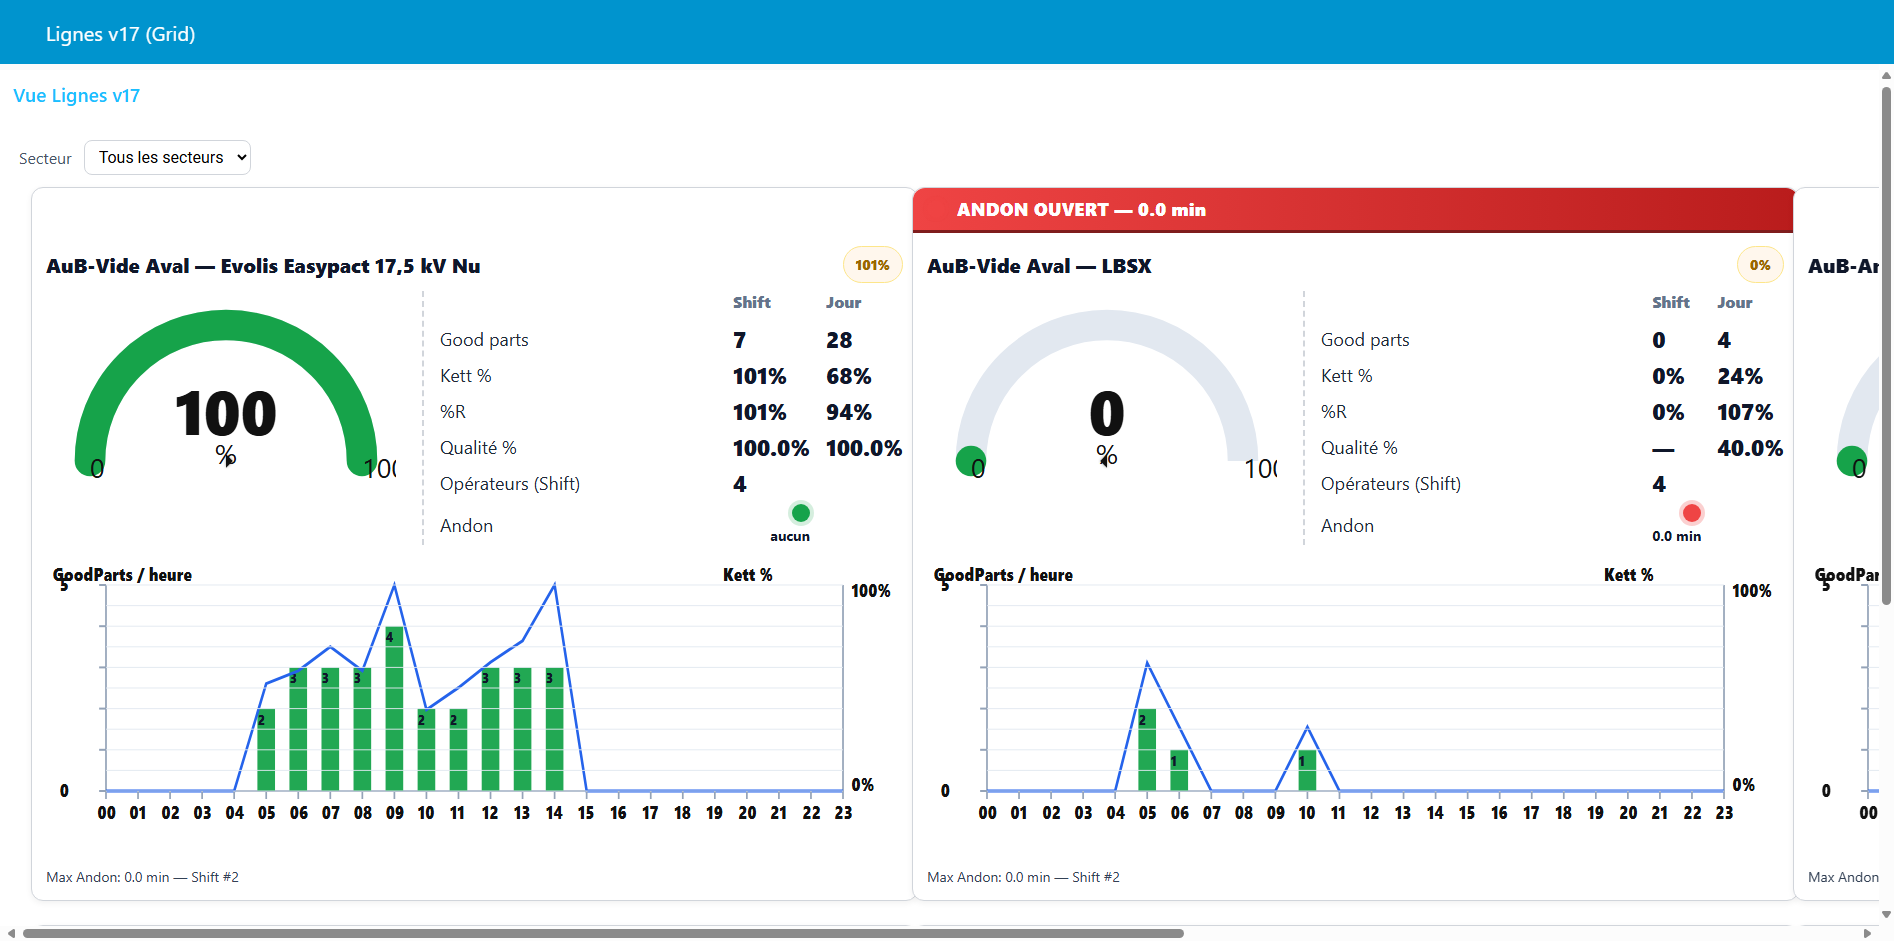 Lignes v17 (Grid)
Vue Lignes v17
Secteur Tous les secteurs
AuB-Vide Aval — Evolis Easypact 17,5 kV Nu 101%
100
%
0 100
Shift Jour
Good parts 7 28
Kett % 101% 68%
%R 101% 94%
Qualité % 100.0% 100.0%
Opérateurs (Shift) 4
Andon aucun
GoodParts / heure Kett %
5 100%
4
3 3 3 3 3 3
2 2 2
0 0%
00 01 02 03 04 05 06 07 08 09 10 11 12 13 14 15 16 17 18 19 20 21 22 23
Max Andon: 0.0 min — Shift #2
ANDON OUVERT — 0.0 min
AuB-Vide Aval — LBSX 0%
0
%
0 100
Shift Jour
Good parts 0 4
Kett % 0% 24%
%R 0% 107%
Qualité % — 40.0%
Opérateurs (Shift) 4
Andon 0.0 min
GoodParts / heure Kett %
5 100%
2
1 1
0 0%
00 01 02 03 04 05 06 07 08 09 10 11 12 13 14 15 16 17 18 19 20 21 22 23
Max Andon: 0.0 min — Shift #2
AuB-Ar
0
GoodPar
5
0
00
Max Andon